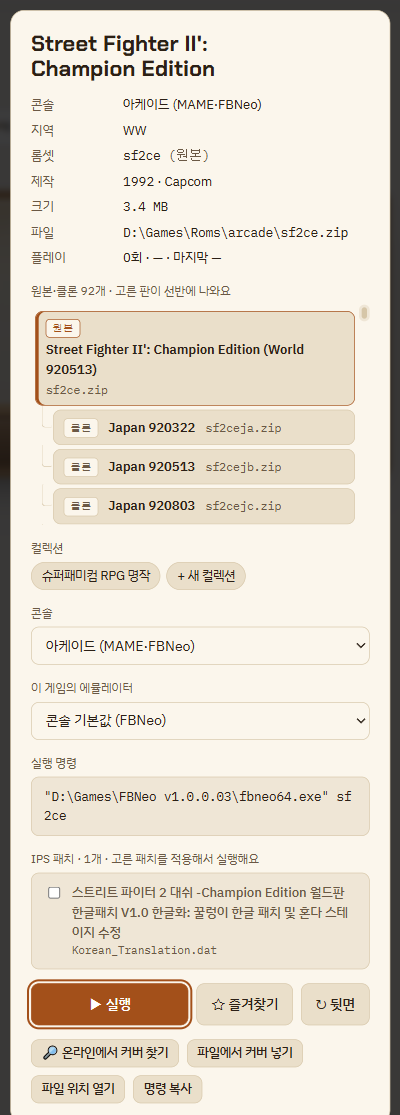 Street Fighter II':
Champion Edition
콘솔 아케이드 (MAME·FBNeo)
지역 WW
롬셋 sf2ce (원본)
제작 1992 · Capcom
크기 3.4 MB
파일 D:\Games\Roms\arcade\sf2ce.zip
플레이 0회 · — · 마지막 —
원본·클론 92개 · 고른 판이 선반에 나와요
원본
Street Fighter II': Champion Edition (World
920513)
sf2ce.zip
클론 Japan 920322 sf2ceja.zip
클론 Japan 920513 sf2cejb.zip
클론 Japan 920803 sf2cejc.zip
컬렉션
슈퍼패미컴 RPG 명작 + 새 컬렉션
콘솔
아케이드 (MAME·FBNeo)
이 게임의 에뮬레이터
콘솔 기본값 (FBNeo)
실행 명령
"D:\Games\FBNeo v1.0.0.03\fbneo64.exe" sf
2ce
IPS 패치 · 1개 · 고른 패치를 적용해서 실행해요
스트리트 파이터 2 대쉬 -Champion Edition 월드판
한글패치 V1.0 한글화: 꿀렁이 한글 패치 및 혼다 스테
이지 수정
Korean_Translation.dat
▶ 실행 ☆ 즐겨찾기 ↻ 뒷면
🔎 온라인에서 커버 찾기 파일에서 커버 넣기
파일 위치 열기 명령 복사